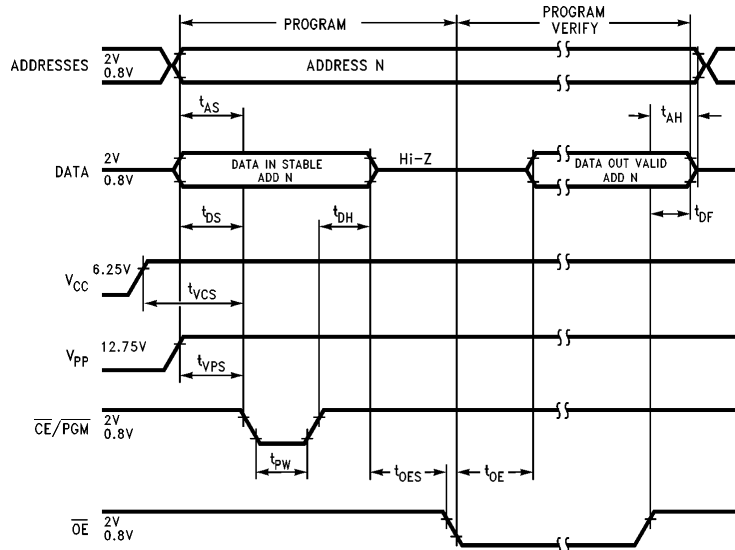 PROGRAM
PROGRAM
VERIFY
ADDRESSES
2V
0.8V
ADDRESS N
tAS
tAH
DATA
2V
0.8V
DATA IN STABLE
ADD N
Hi-Z
DATA OUT VALID
ADD N
tDS
tDH
tDF
VCC
6.25V
tVCS
VPP
12.75V
tVPS
CE/PGM
2V
0.8V
tPW
tOES
tOE
OE
2V
0.8V